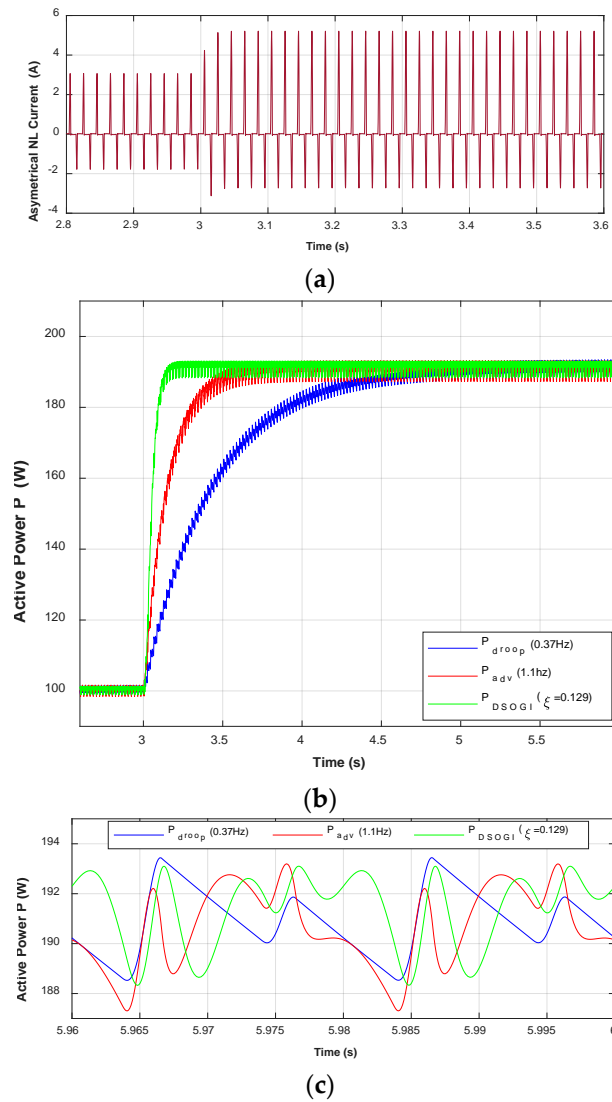 6
4
2
0
-2
-4
Asymetrical NL Current (A)
2.8 2.9 3 3.1 3.2 3.3 3.4 3.5 3.6
Time (s)
(a)
200
180
160
140
120
100
Active Power P (W)
P droop (0.37Hz)
P adv (1.1hz)
P DSOGI ( ξ =0.129)
3 3.5 4 4.5 5 5.5
Time (s)
(b)
P droop (0.37Hz) P adv (1.1Hz) P DSOGI ( ξ =0.129)
194
192
190
188
Active Power P (W)
5.96 5.965 5.97 5.975 5.98 5.985 5.99 5.995 6
Time (s)
(c)